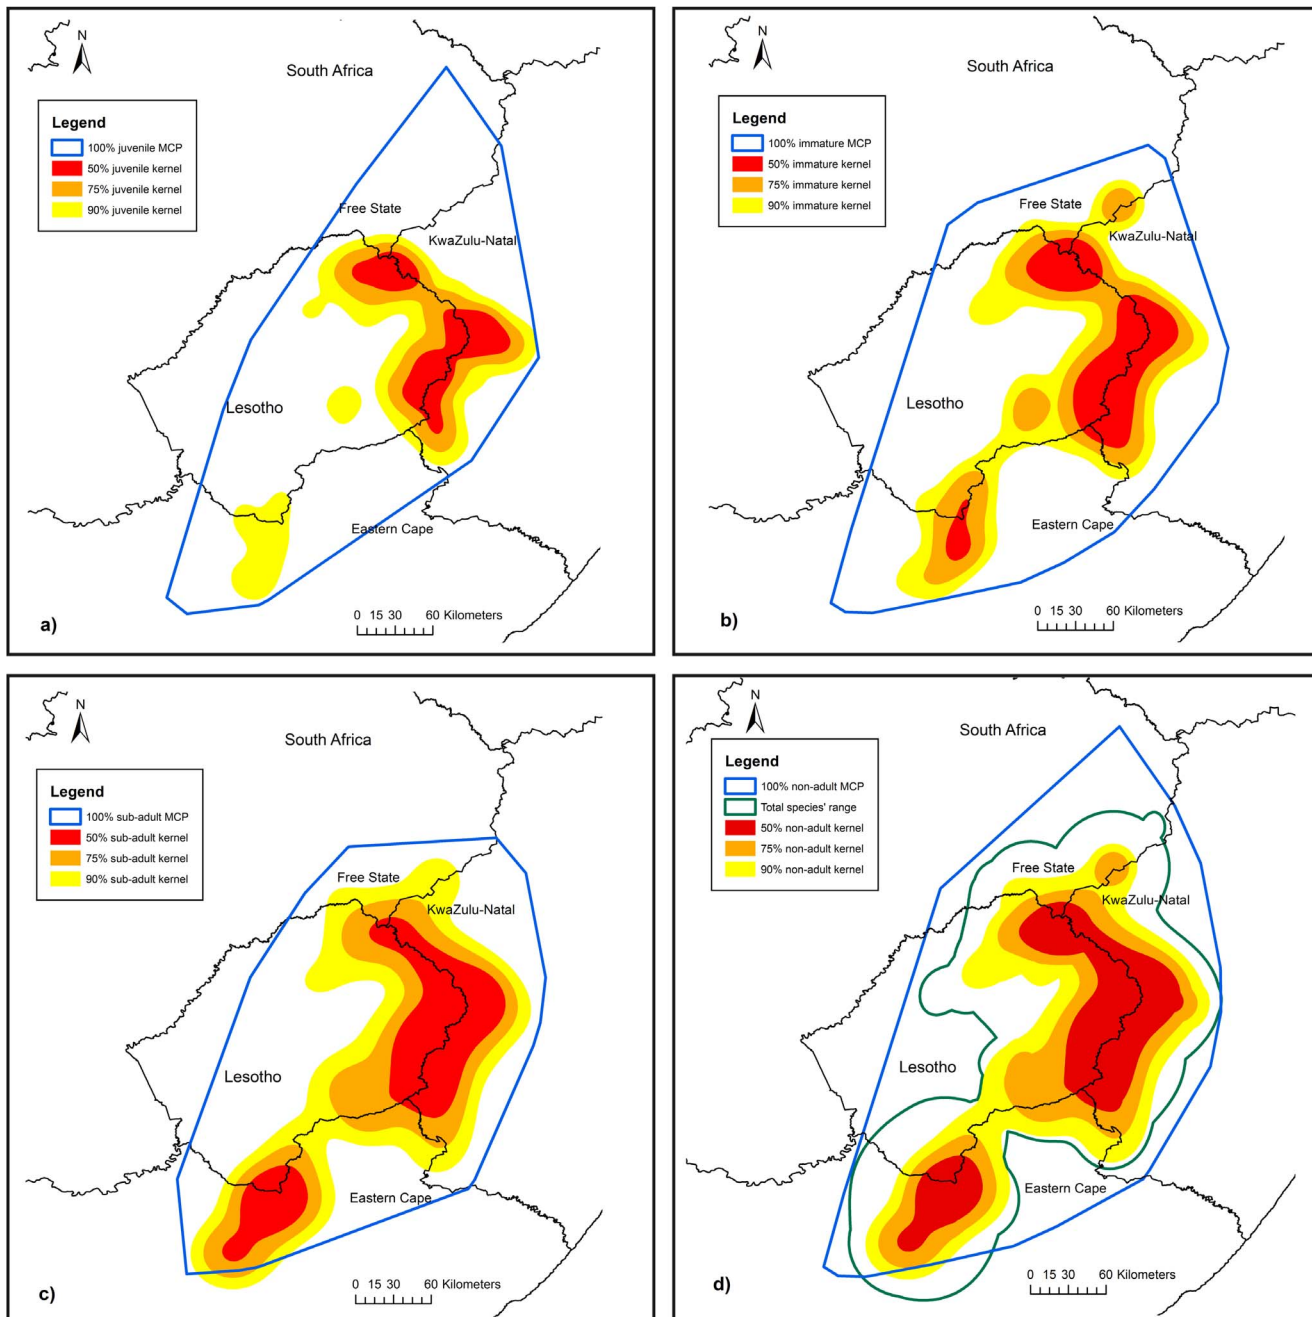 N
South Africa
Legend
100% juvenile MCP
50% juvenile kernel
75% juvenile kernel
90% juvenile kernel
Free State
KwaZulu-Natal
Lesotho
Eastern Cape
0 15 30 60 Kilometers
a)
N
South Africa
Legend
100% immature MCP
50% immature kernel
75% immature kernel
90% immature kernel
Free State
KwaZulu-Natal
Lesotho
Eastern Cape
0 15 30 60 Kilometers
b)
N
South Africa
Legend
100% sub-adult MCP
50% sub-adult kernel
75% sub-adult kernel
90% sub-adult kernel
Free State
KwaZulu-Natal
Lesotho
Eastern Cape
0 15 30 60 Kilometers
c)
N
South Africa
Legend
100% non-adult MCP
Total species' range
50% non-adult kernel
75% non-adult kernel
90% non-adult kernel
Free State
KwaZulu-Natal
Lesotho
Eastern Cape
0 15 30 60 Kilometers
d)